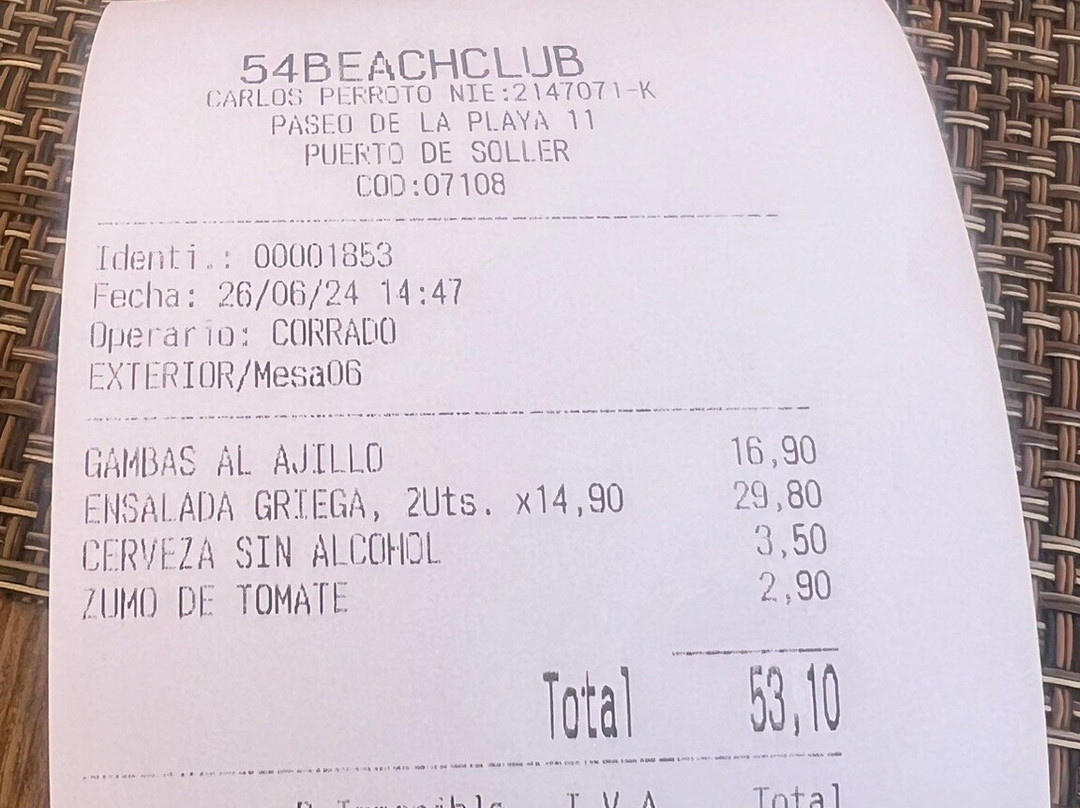 54BEACHCLUB
CARLOS PERROTO NIE:2147071-K
PASEO DE LA PLAYA 11
PUERTO DE SOLLER
COD:07108
Identi.: 00001853
Fecha: 26/06/24 14:47
Operario: CORRADO
EXTERIOR/Mesa06
GAMBAS AL AJILLO 16,90
ENSALADA GRIEGA, 2Uts. x14,90 29,80
CERVEZA SIN ALCOHOL 3,50
ZUMO DE TOMATE 2,90
Total 53,10
I.V.A. Total